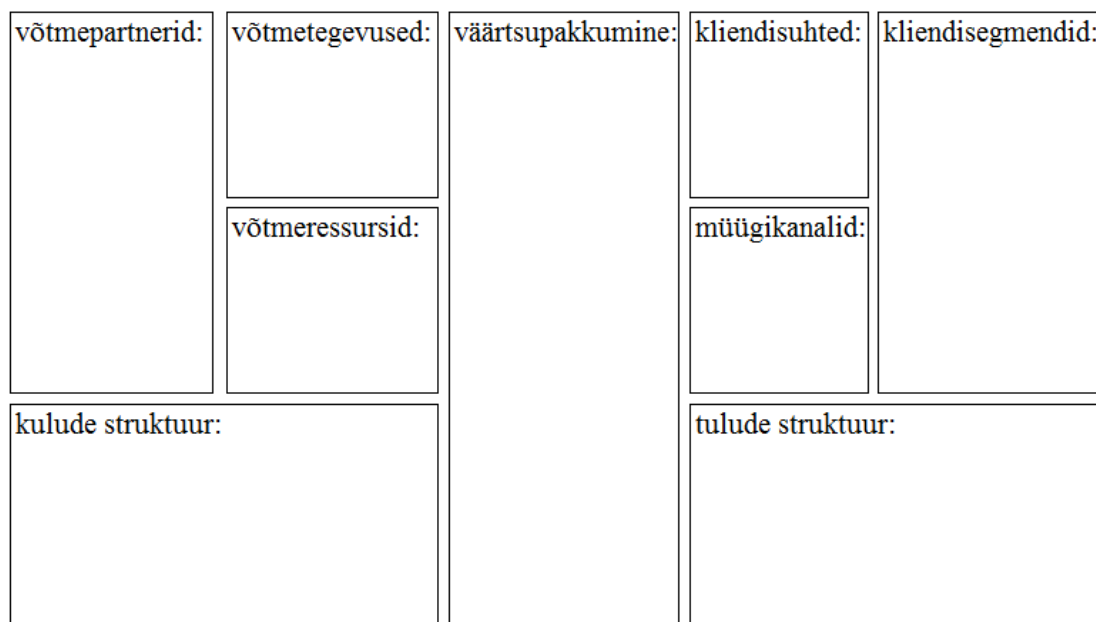 võtmepartnerid:
võtmetegevused:
väärtsupakkumine:
kliendisuhted:
kliendisegmendid:
võtmeressursid:
müügikanalid:
kulude struktuur:
tulude struktuur: